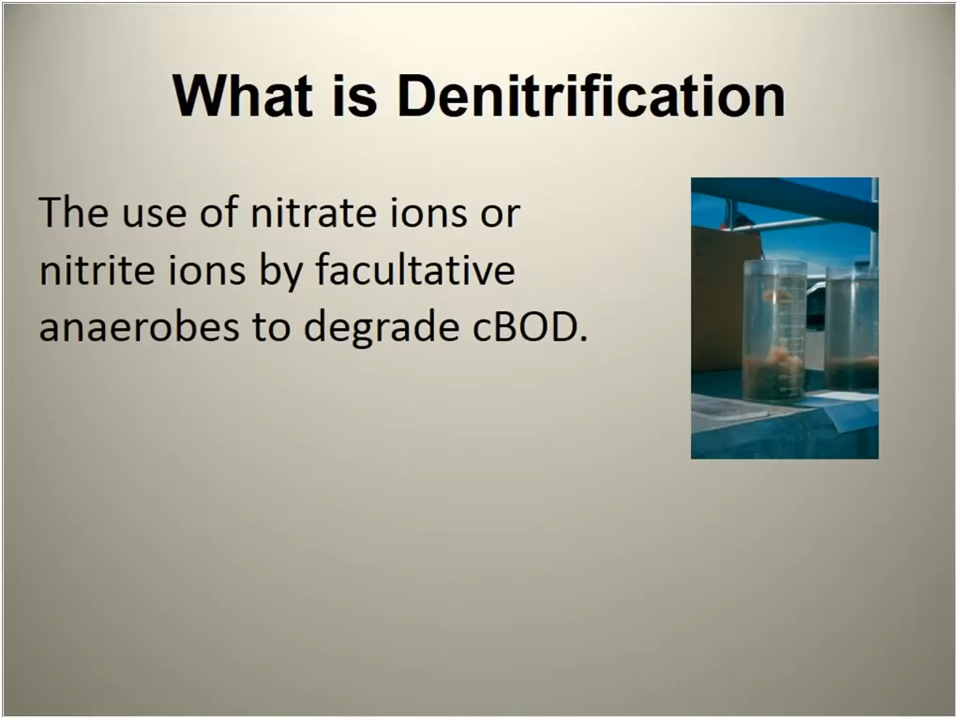 What is Denitrification
The use of nitrate ions or
nitrite ions by facultative
anaerobes to degrade cBOD.